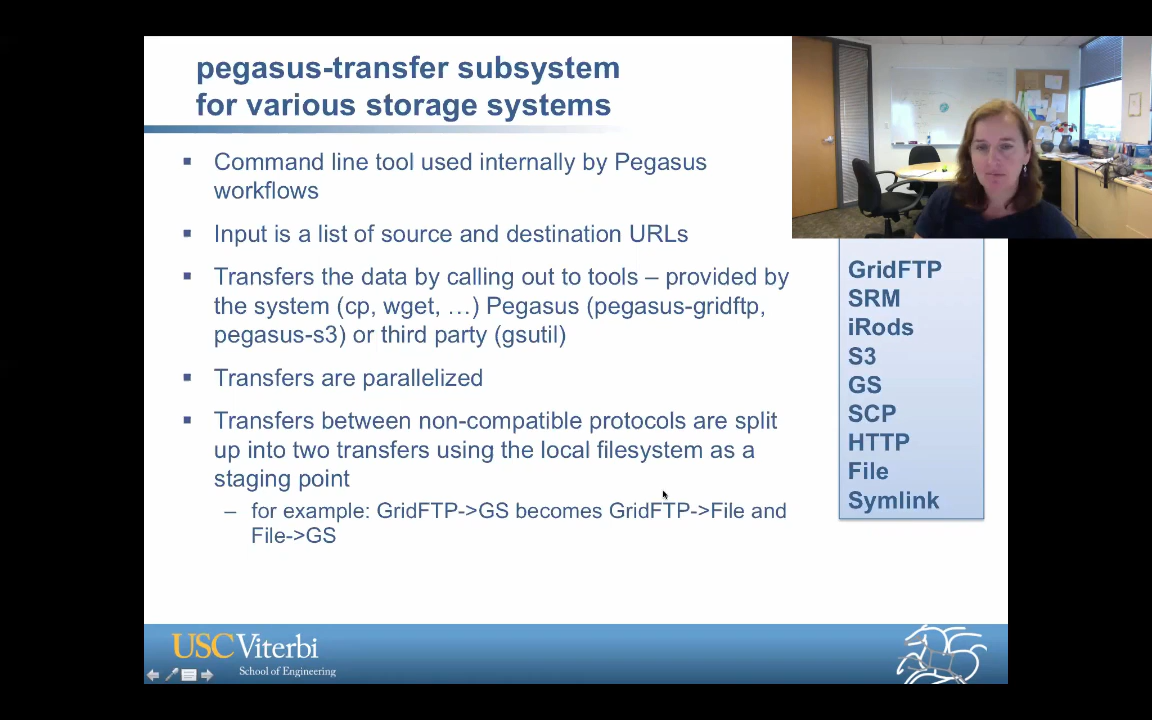 pegasus-transfer subsystem
for various storage systems
▪ Command line tool used internally by Pegasus
workflows
▪ Input is a list of source and destination URLs
▪ Transfers the data by calling out to tools – provided by
the system (cp, wget, …) Pegasus (pegasus-gridftp,
pegasus-s3) or third party (gsutil)
▪ Transfers are parallelized
▪ Transfers between non-compatible protocols are split
up into two transfers using the local filesystem as a
staging point
– for example: GridFTP->GS becomes GridFTP->File and
File->GS
GridFTP
SRM
iRods
S3
GS
SCP
HTTP
File
Symlink
USC Viterbi
School of Engineering